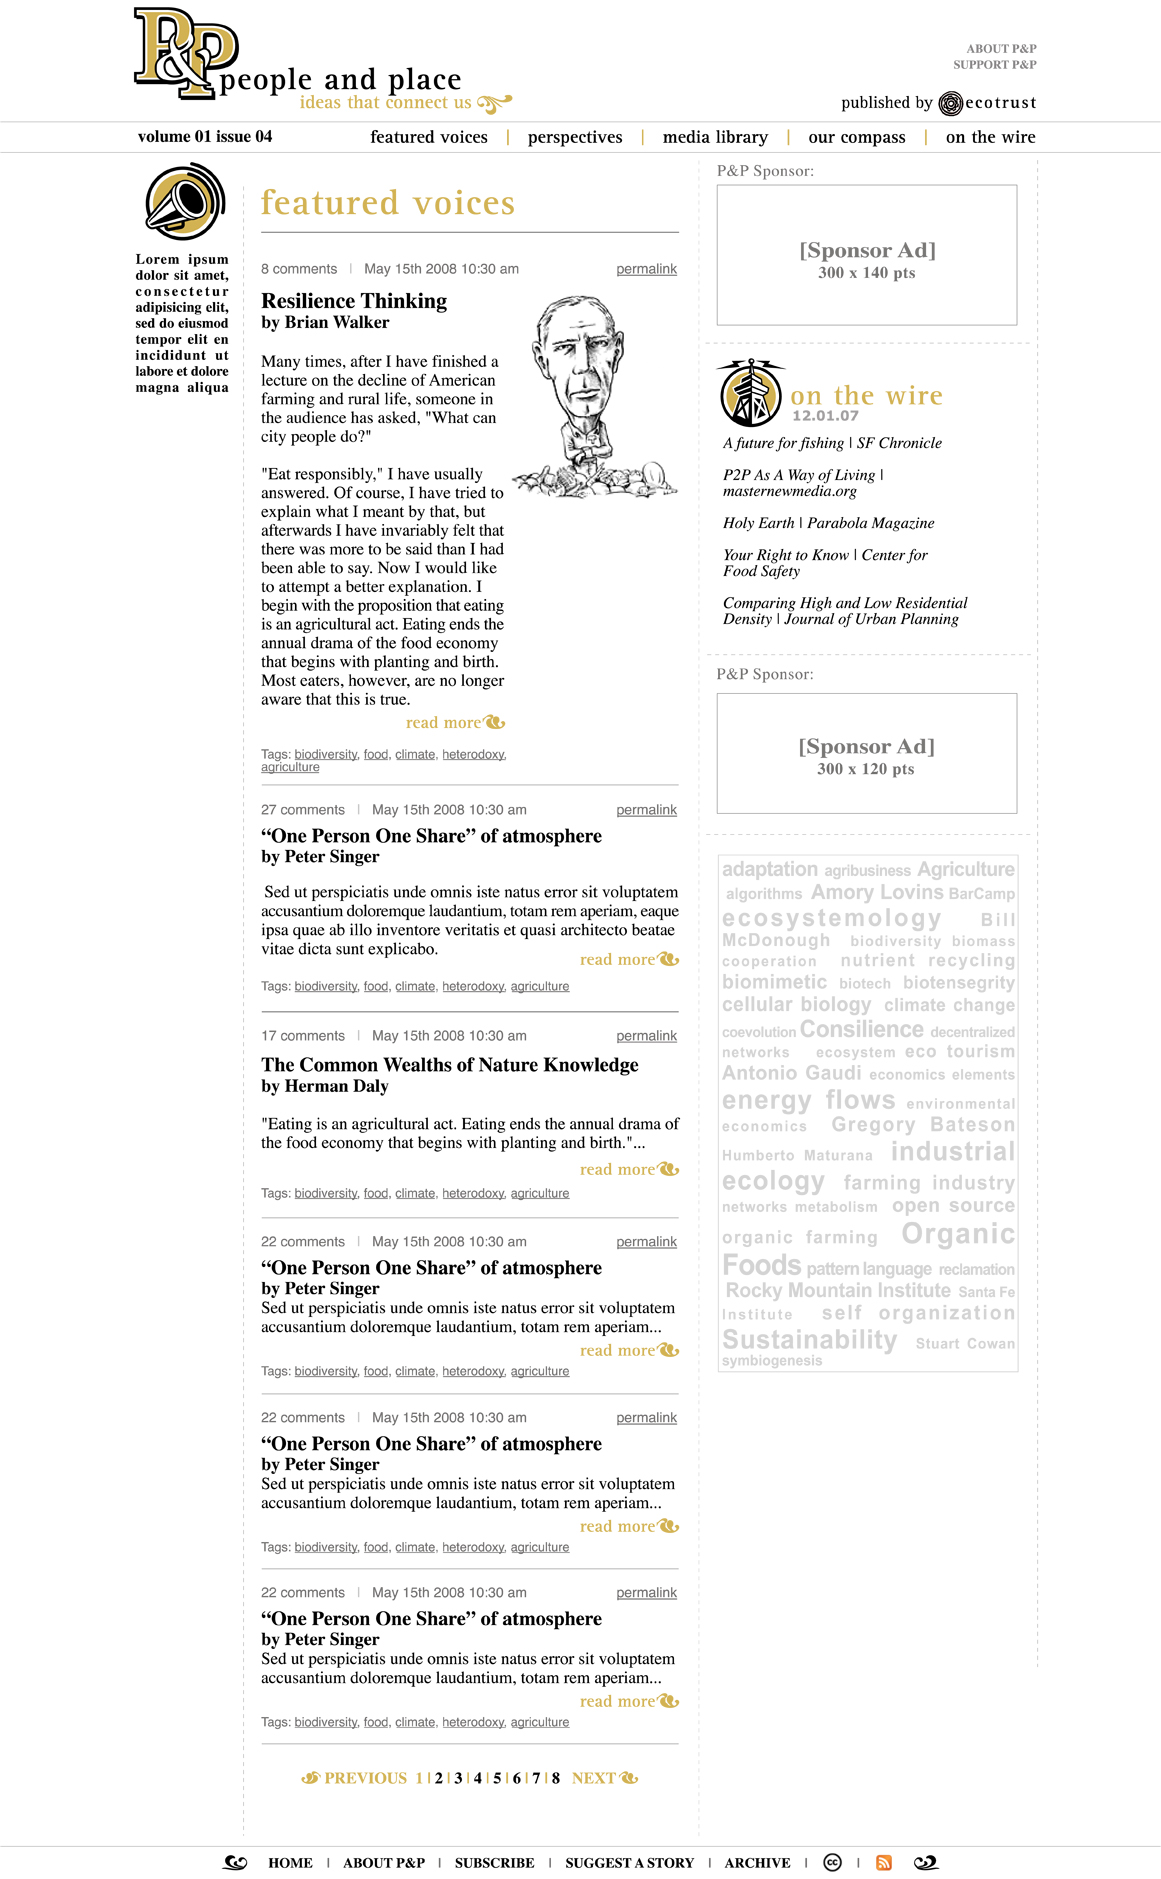 P&P
people and place
ideas that connect us
ABOUT P&P
SUPPORT P&P
published by ecotrust
volume 01 issue 04
featured voices | perspectives | media library | our compass | on the wire
Lorem ipsum
dolor sit amet,
consectetur
adipisicing elit,
sed do eiusmod
tempor elit en
incididunt ut
labore et dolore
magna aliqua
featured voices
8 comments | May 15th 2008 10:30 am permalink
Resilience Thinking
by Brian Walker
Many times, after I have finished a
lecture on the decline of American
farming and rural life, someone in
the audience has asked, "What can
city people do?"
"Eat responsibly," I have usually
answered. Of course, I have tried to
explain what I meant by that, but
afterwards I have invariably felt that
there was more to be said than I had
been able to say. Now I would like
to attempt a better explanation. I
begin with the proposition that eating
is an agricultural act. Eating ends the
annual drama of the food economy
that begins with planting and birth.
Most eaters, however, are no longer
aware that this is true.
read more
Tags: biodiversity, food, climate, heterodoxy,
agriculture
27 comments | May 15th 2008 10:30 am permalink
“One Person One Share” of atmosphere
by Peter Singer
Sed ut perspiciatis unde omnis iste natus error sit voluptatem
accusantium doloremque laudantium, totam rem aperiam, eaque
ipsa quae ab illo inventore veritatis et quasi architecto beatae
vitae dicta sunt explicabo.
read more
Tags: biodiversity, food, climate, heterodoxy, agriculture
17 comments | May 15th 2008 10:30 am permalink
The Common Wealths of Nature Knowledge
by Herman Daly
"Eating is an agricultural act. Eating ends the annual drama of
the food economy that begins with planting and birth."...
read more
Tags: biodiversity, food, climate, heterodoxy, agriculture
22 comments | May 15th 2008 10:30 am permalink
“One Person One Share” of atmosphere
by Peter Singer
Sed ut perspiciatis unde omnis iste natus error sit voluptatem
accusantium doloremque laudantium, totam rem aperiam...
read more
Tags: biodiversity, food, climate, heterodoxy, agriculture
22 comments | May 15th 2008 10:30 am permalink
“One Person One Share” of atmosphere
by Peter Singer
Sed ut perspiciatis unde omnis iste natus error sit voluptatem
accusantium doloremque laudantium, totam rem aperiam...
read more
Tags: biodiversity, food, climate, heterodoxy, agriculture
22 comments | May 15th 2008 10:30 am permalink
“One Person One Share” of atmosphere
by Peter Singer
Sed ut perspiciatis unde omnis iste natus error sit voluptatem
accusantium doloremque laudantium, totam rem aperiam...
read more
Tags: biodiversity, food, climate, heterodoxy, agriculture
PREVIOUS 1 | 2 | 3 | 4 | 5 | 6 | 7 | 8 NEXT
P&P Sponsor:
[Sponsor Ad]
300 x 140 pts
on the wire
12.01.07
A future for fishing | SF Chronicle
P2P As A Way of Living |
masternewmedia.org
Holy Earth | Parabola Magazine
Your Right to Know | Center for
Food Safety
Comparing High and Low Residential
Density | Journal of Urban Planning
P&P Sponsor:
[Sponsor Ad]
300 x 120 pts
adaptation agribusiness Agriculture
algorithms Amory Lovins BarCamp
ecosystemology Bill
McDonough biodiversity biomass
cooperation nutrient recycling
biomimetic biotech biotensegrity
cellular biology climate change
coevolution Consilience decentralized
networks ecosystem eco tourism
Antonio Gaudi economics elements
energy flows environmental
economics Gregory Bateson
Humberto Maturana industrial
ecology farming industry
networks metabolism open source
organic farming Organic
Foods pattern language reclamation
Rocky Mountain Institute Santa Fe
Institute self organization
Sustainability Stuart Cowan
symbiogenesis
HOME | ABOUT P&P | SUBSCRIBE | SUGGEST A STORY | ARCHIVE | cc |